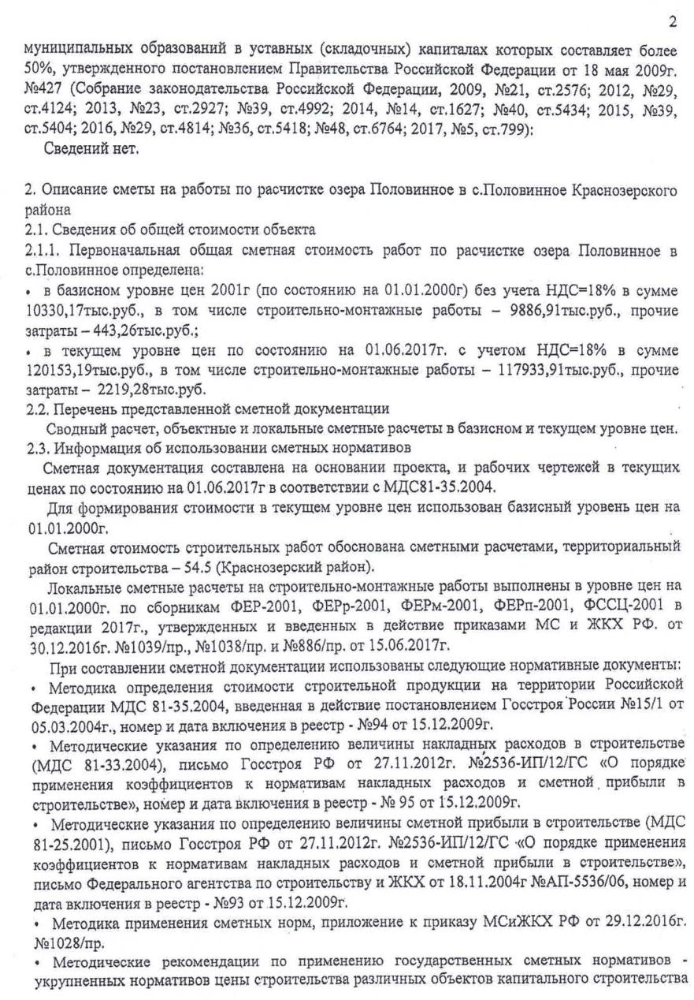 2
муниципальных образований в уставных (складочных) капиталах которых составляет более
50%, утвержденного постановлением Правительства Российской Федерации от 18 мая 2009г.
№427 (Собрание законодательства Российской Федерации, 2009, №21, ст.2576; 2012, №29,
ст.4124; 2013, №23, ст.2927; №39, ст.4992; 2014, №14, ст.1627; №40, ст.5434; 2015, №39,
ст.5404; 2016, №29, ст.4814; №36, ст.5418; №48, ст.6764; 2017, №5, ст.799):
Сведений нет.
2. Описание сметы на работы по расчистке озера Половинное в с.Половинное Краснозерского
района
2.1. Сведения об общей стоимости объекта
2.1.1. Первоначальная общая сметная стоимость работ по расчистке озера Половинное в
с.Половинное определена:
• в базисном уровне цен 2001г (по состоянию на 01.01.2000г) без учета НДС=18% в сумме
10330,17тыс.руб., в том числе строительно-монтажные работы – 9886,91тыс.руб., прочие
затраты – 443,26тыс.руб.;
• в текущем уровне цен по состоянию на 01.06.2017г. с учетом НДС=18% в сумме
120153,19тыс.руб., в том числе строительно-монтажные работы – 117933,91тыс.руб., прочие
затраты – 2219,28тыс.руб.
2.2. Перечень представленной сметной документации
Сводный расчет, объектные и локальные сметные расчеты в базисном и текущем уровне цен.
2.3. Информация об использовании сметных нормативов
Сметная документация составлена на основании проекта, и рабочих чертежей в текущих
ценах по состоянию на 01.06.2017г в соответствии с МДС81-35.2004.
Для формирования стоимости в текущем уровне цен использован базисный уровень цен на
01.01.2000г.
Сметная стоимость строительных работ обоснована сметными расчетами, территориальный
район строительства – 54.5 (Краснозерский район).
Локальные сметные расчеты на строительно-монтажные работы выполнены в уровне цен на
01.01.2000г. по сборникам ФЕР-2001, ФЕРр-2001, ФЕРм-2001, ФЕРп-2001, ФССЦ-2001 в
редакции 2017г., утвержденных и введенных в действие приказами МС и ЖКХ РФ. от
30.12.2016г. №1039/пр., №1038/пр. и №886/пр. от 15.06.2017г.
При составлении сметной документации использованы следующие нормативные документы:
• Методика определения стоимости строительной продукции на территории Российской
Федерации МДС 81-35.2004, введенная в действие постановлением Госстроя России №15/1 от
05.03.2004г., номер и дата включения в реестр - №94 от 15.12.2009г.
• Методические указания по определению величины накладных расходов в строительстве
(МДС 81-33.2004), письмо Госстроя РФ от 27.11.2012г. №2536-ИП/12/ГС «О порядке
применения коэффициентов к нормативам накладных расходов и сметной прибыли в
строительстве», номер и дата включения в реестр - № 95 от 15.12.2009г.
• Методические указания по определению величины сметной прибыли в строительстве (МДС
81-25.2001), письмо Госстроя РФ от 27.11.2012г. №2536-ИП/12/ГС «О порядке применения
коэффициентов к нормативам накладных расходов и сметной прибыли в строительстве»,
письмо Федерального агентства по строительству и ЖКХ от 18.11.2004г №АП-5536/06, номер и
дата включения в реестр - №93 от 15.12.2009г.
• Методика применения сметных норм, приложение к приказу МСиЖКХ РФ от 29.12.2016г.
№1028/пр.
• Методические рекомендации по применению государственных сметных нормативов -
укрупненных нормативов цены строительства различных объектов капитального строительства